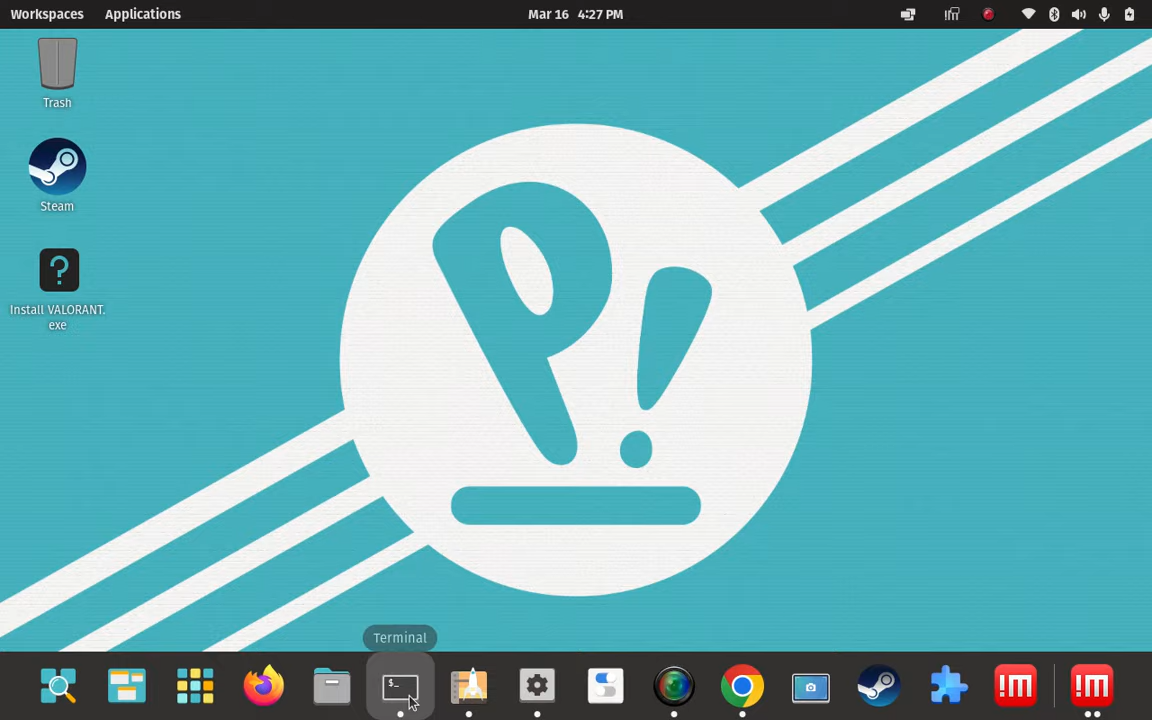 Workspaces Applications Mar 16 4:27 PM !m
Trash
Steam
Install VALORANT.
exe
P!
Terminal
$_
!m !m